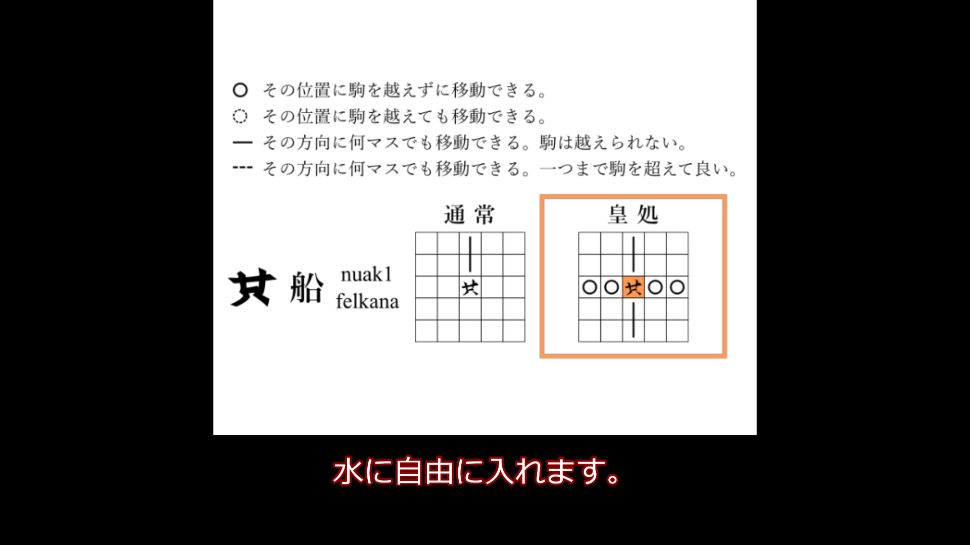 その位置に駒を越えずに移動できる。
その位置に駒を越えても移動できる。
その方向に何マスでも移動できる。駒は越えられない。
その方向に何マスでも移動できる。一つまで駒を超えて良い。
通常
皇処
船
nuak1
felkana
水に自由に入れます。